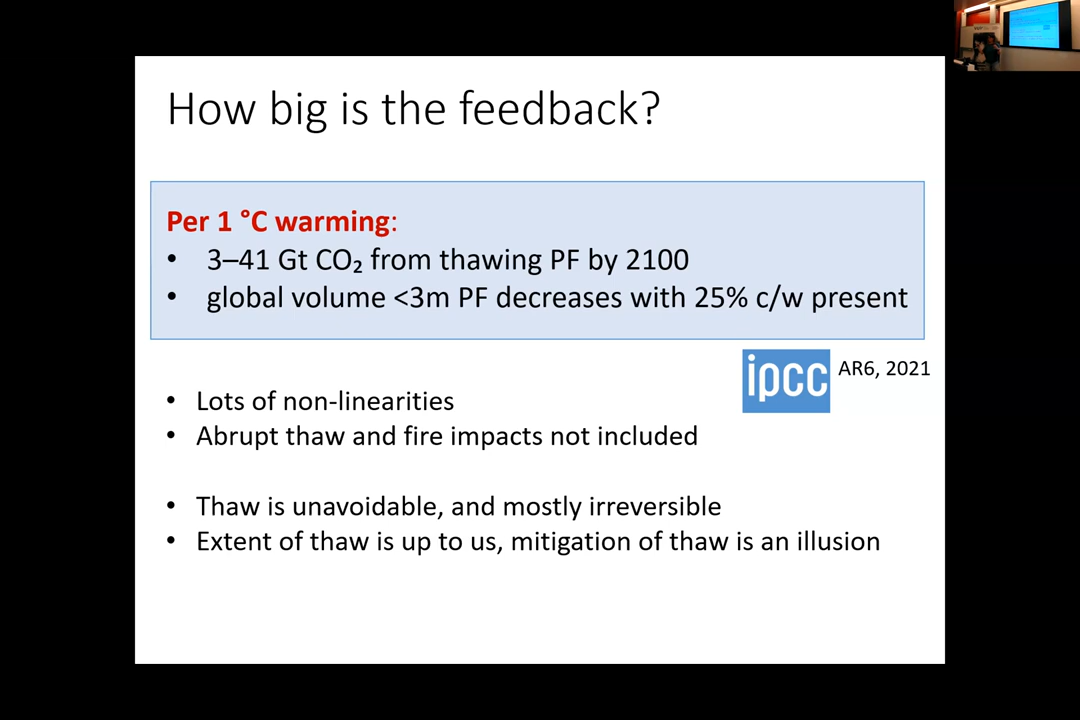 How big is the feedback?
Per 1 °C warming:
• 3–41 Gt CO₂ from thawing PF by 2100
• global volume <3m PF decreases with 25% c/w present
ipcc AR6, 2021
• Lots of non-linearities
• Abrupt thaw and fire impacts not included
• Thaw is unavoidable, and mostly irreversible
• Extent of thaw is up to us, mitigation of thaw is an illusion